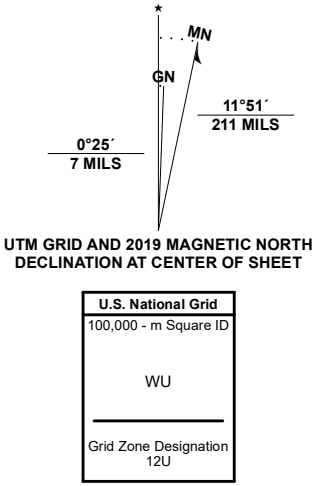 ★
MN
GN
11°51´
211 MILS
0°25´
7 MILS
UTM GRID AND 2019 MAGNETIC NORTH
DECLINATION AT CENTER OF SHEET
U.S. National Grid
100,000 - m Square ID
WU
Grid Zone Designation
12U